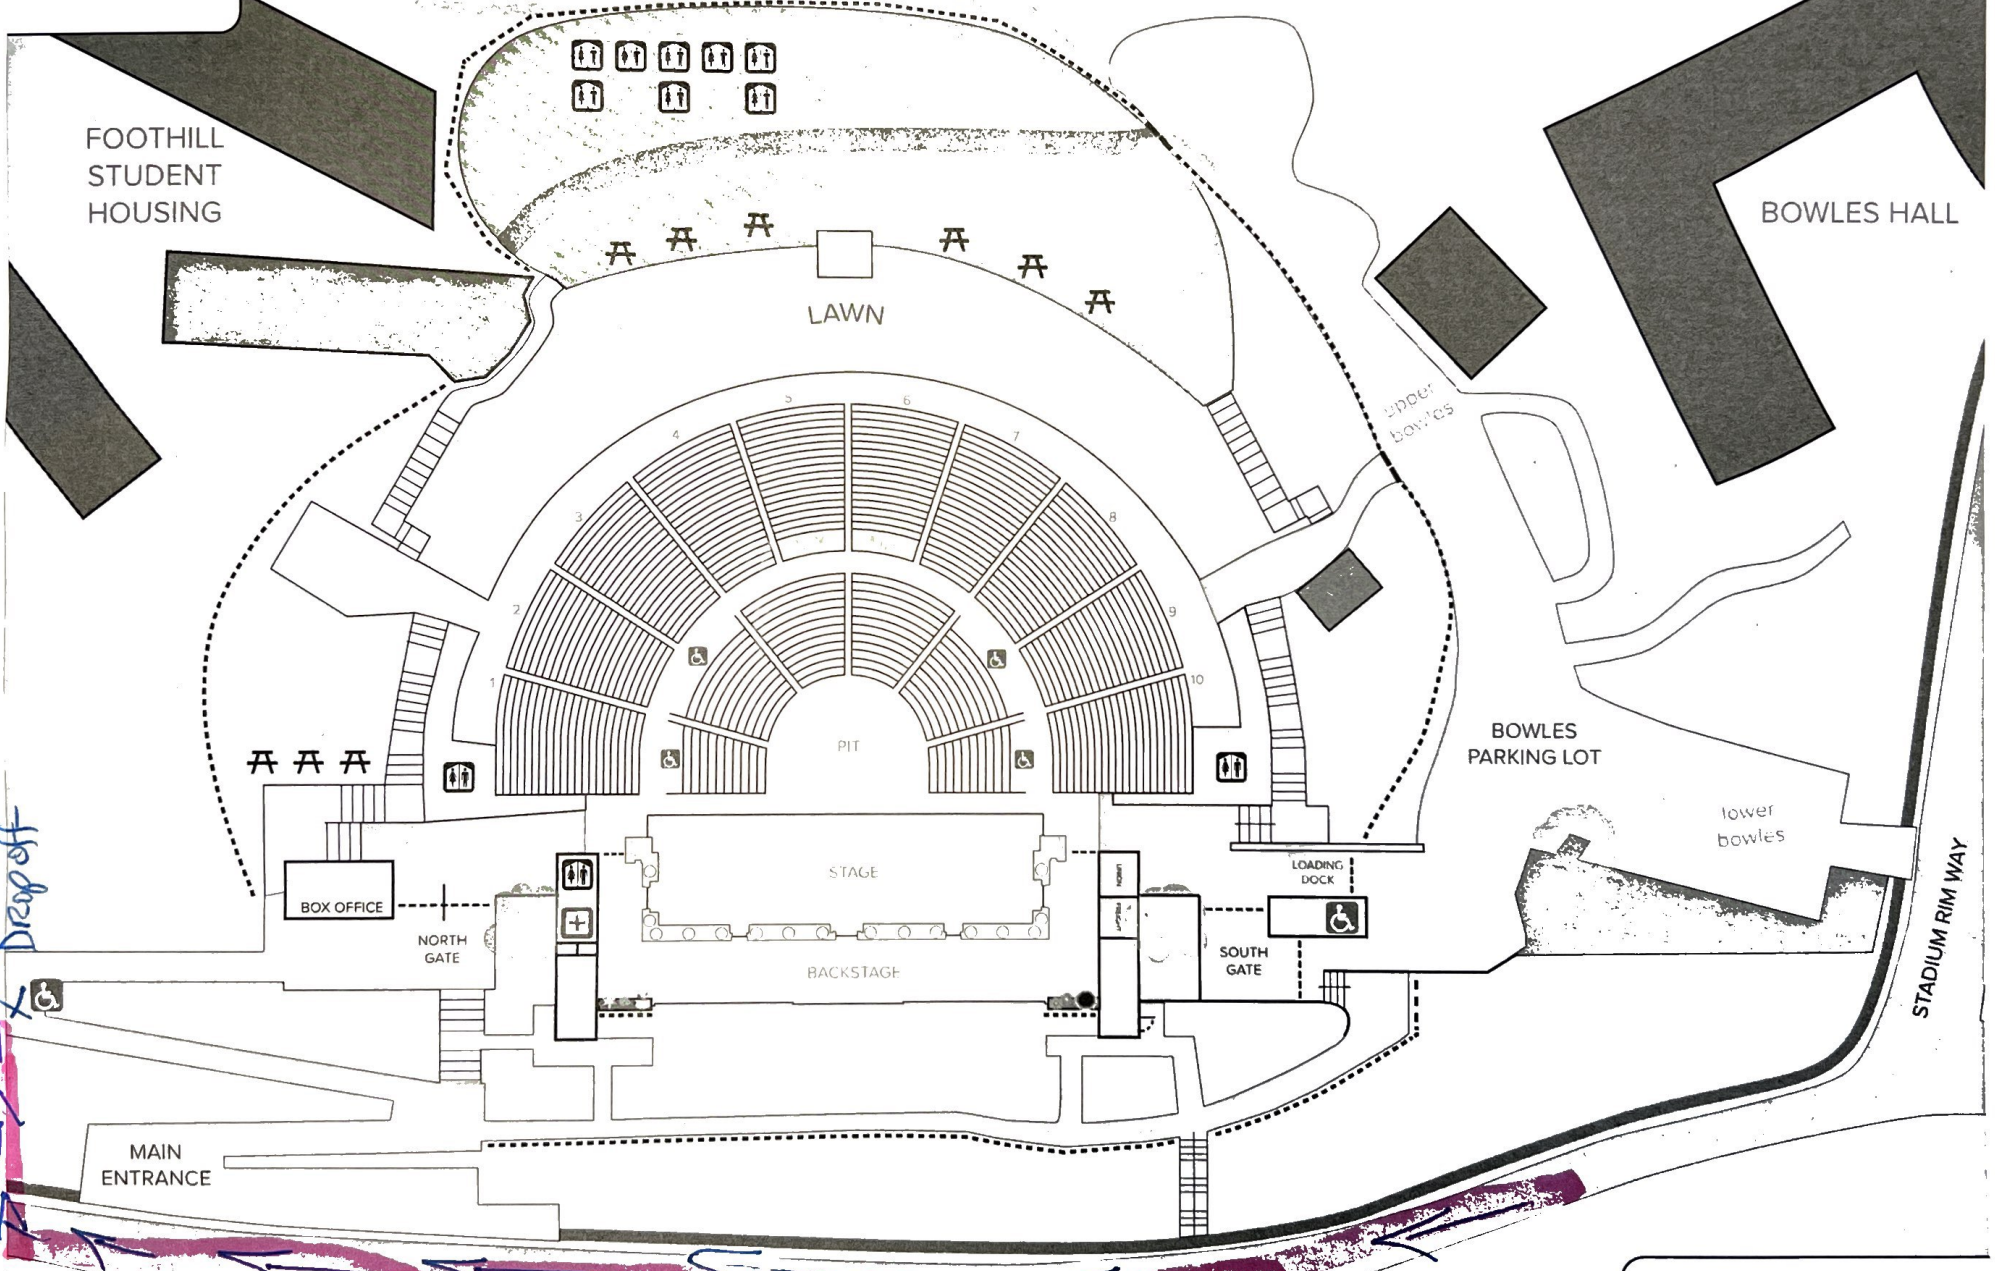 FOOTHILL
STUDENT
HOUSING
BOWLES HALL
LAWN
upper
bowles
5
6
4
7
3
8
2
9
1
10
PIT
BOWLES
PARKING LOT
lower
bowles
Drop off
X
STAGE
LOADING
DOCK
BOX OFFICE
NORTH
GATE
UNION
FREIGHT
SOUTH
GATE
BACKSTAGE
STADIUM RIM WAY
MAIN
ENTRANCE